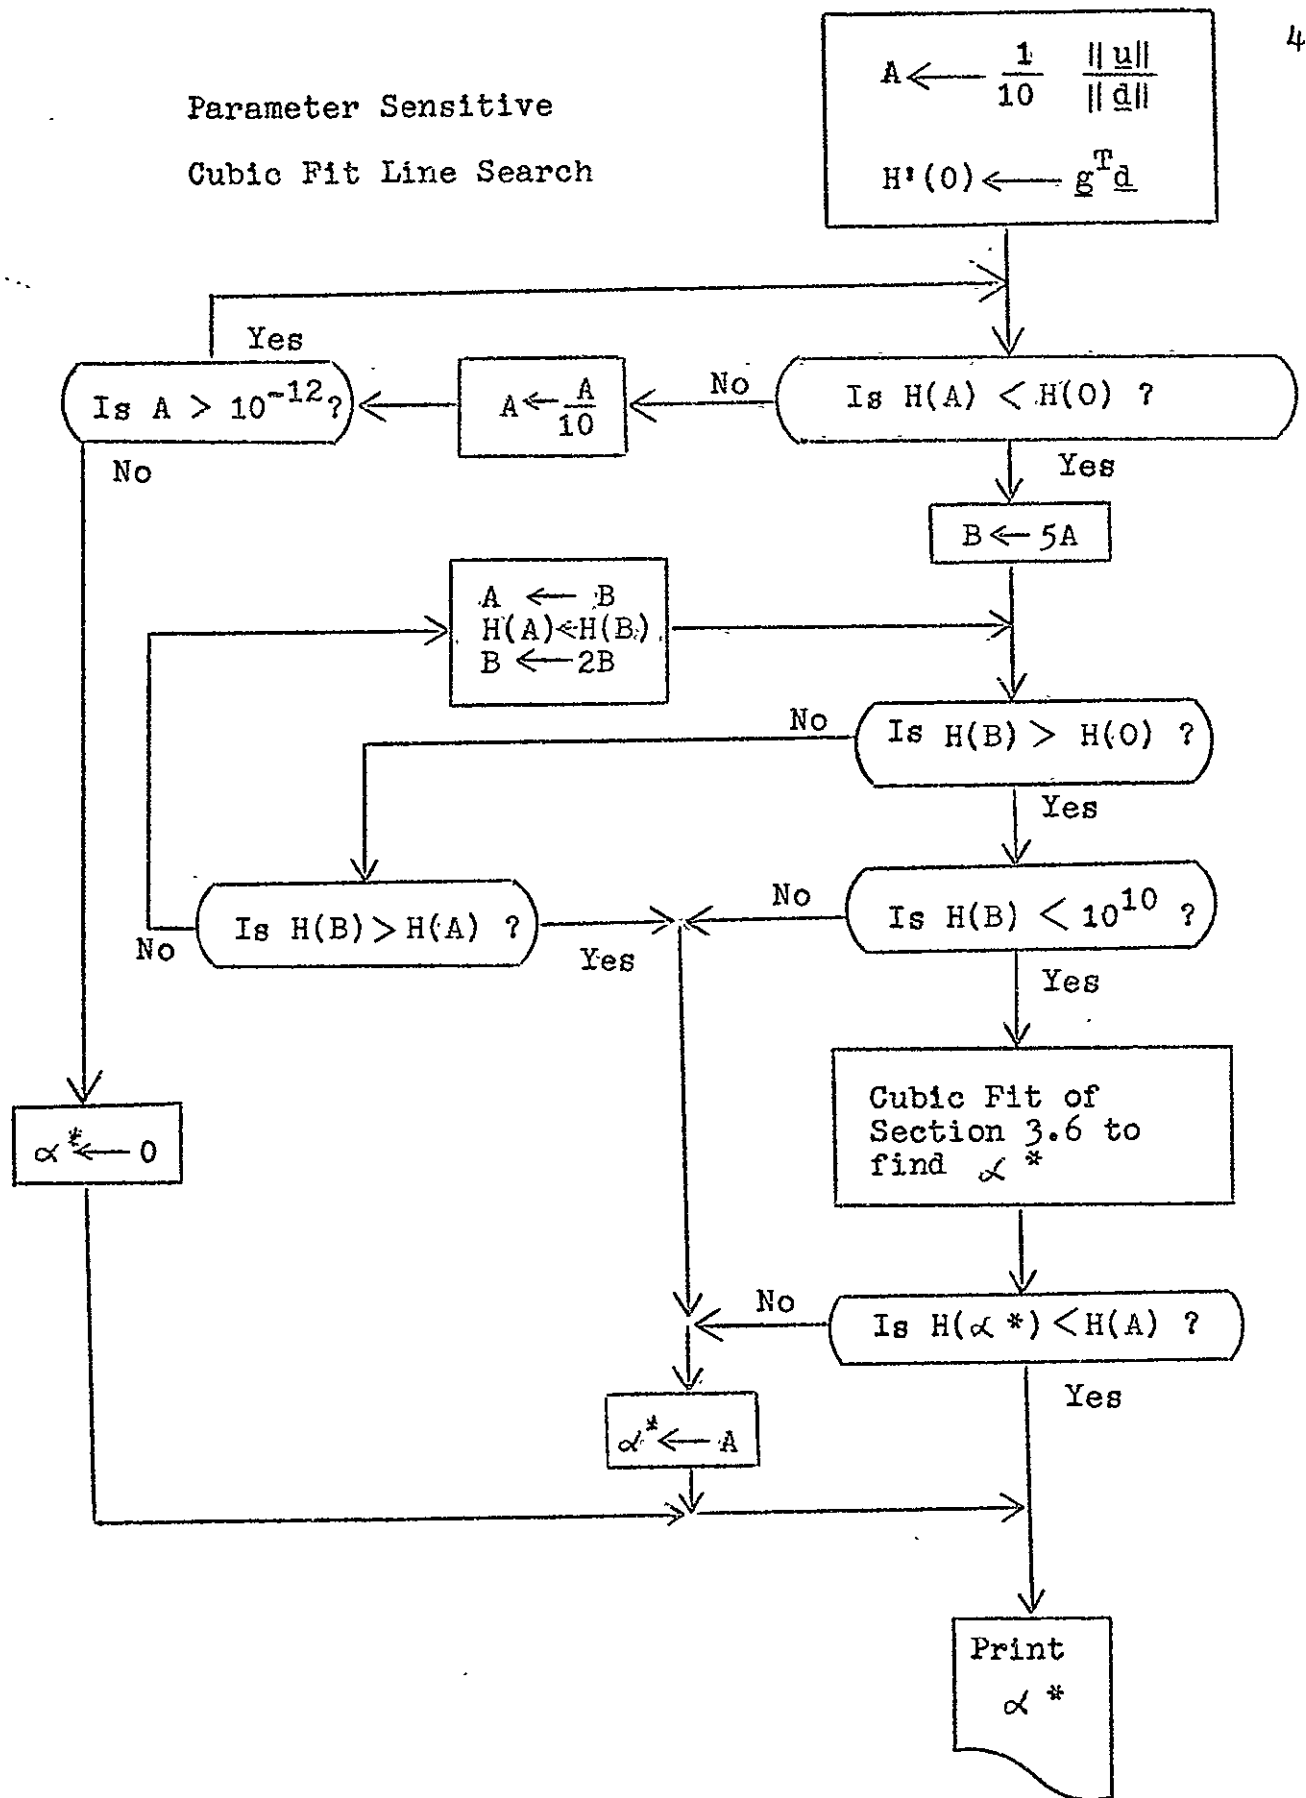 4
Parameter Sensitive
Cubic Fit Line Search
A ← 1/10 ||u||/||d||
H'(0) ← g^T d
Yes
Is A > 10^-12?
A ← A/10
No
Is H(A) < H(0) ?
No
Yes
B ← 5A
A ← B
H(A) ← H(B)
B ← 2B
No
Is H(B) > H(0) ?
Yes
Is H(B) > H(A) ?
No
Yes
No
Is H(B) < 10^10 ?
Yes
Cubic Fit of
Section 3.6 to
find α *
α* ← 0
No
Is H(α *) < H(A) ?
Yes
α* ← A
Print
α *